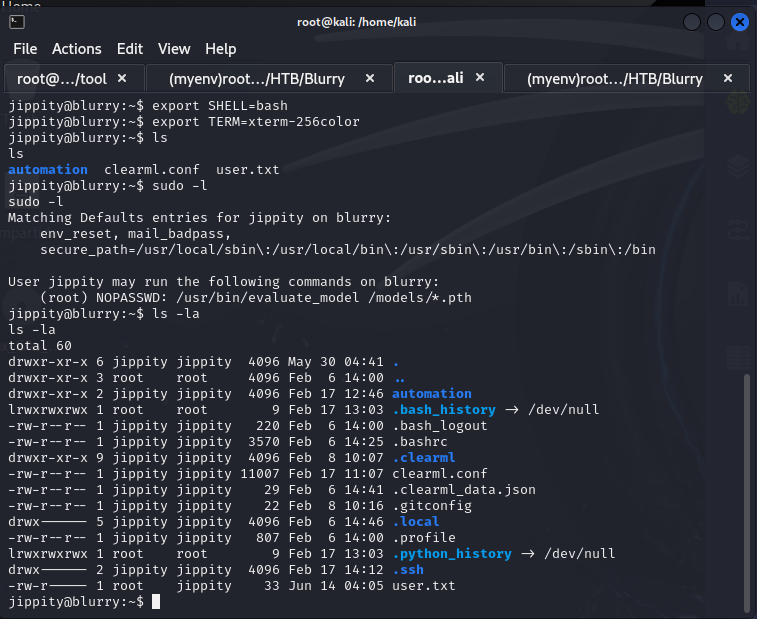 Home
root@kali: /home/kali
File Actions Edit View Help
root@.../tool × (myenv)root.../HTB/Blurry × roo...ali × (myenv)root.../HTB/Blurry ×
jippity@blurry:~$ export SHELL=bash
jippity@blurry:~$ export TERM=xterm-256color
jippity@blurry:~$ ls
ls
automation  clearml.conf  user.txt
jippity@blurry:~$ sudo -l
sudo -l
Matching Defaults entries for jippity on blurry:
    env_reset, mail_badpass,
    secure_path=/usr/local/sbin\:/usr/local/bin\:/usr/sbin\:/usr/bin\:/sbin\:/bin
User jippity may run the following commands on blurry:
    (root) NOPASSWD: /usr/bin/evaluate_model /models/*.pth
jippity@blurry:~$ ls -la
ls -la
total 60
drwxr-xr-x 6 jippity jippity  4096 May 30 04:41 .
drwxr-xr-x 3 root    root     4096 Feb  6 14:00 ..
drwxr-xr-x 2 jippity jippity  4096 Feb 17 12:46 automation
lrwxrwxrwx 1 root    root        9 Feb 17 13:03 .bash_history -> /dev/null
-rw-r--r-- 1 jippity jippity   220 Feb  6 14:00 .bash_logout
-rw-r--r-- 1 jippity jippity  3570 Feb  6 14:25 .bashrc
drwxr-xr-x 9 jippity jippity  4096 Feb  8 10:07 .clearml
-rw-r--r-- 1 jippity jippity 11007 Feb 17 11:07 clearml.conf
-rw-r--r-- 1 jippity jippity    29 Feb  6 14:41 .clearml_data.json
-rw-r--r-- 1 jippity jippity    22 Feb  8 10:16 .gitconfig
drwx------ 5 jippity jippity  4096 Feb  6 14:46 .local
-rw-r--r-- 1 jippity jippity   807 Feb  6 14:00 .profile
lrwxrwxrwx 1 root    root        9 Feb 17 13:03 .python_history -> /dev/null
drwx------ 2 jippity jippity  4096 Feb 17 14:12 .ssh
-rw-r----- 1 root    jippity    33 Jun 14 04:05 user.txt
jippity@blurry:~$